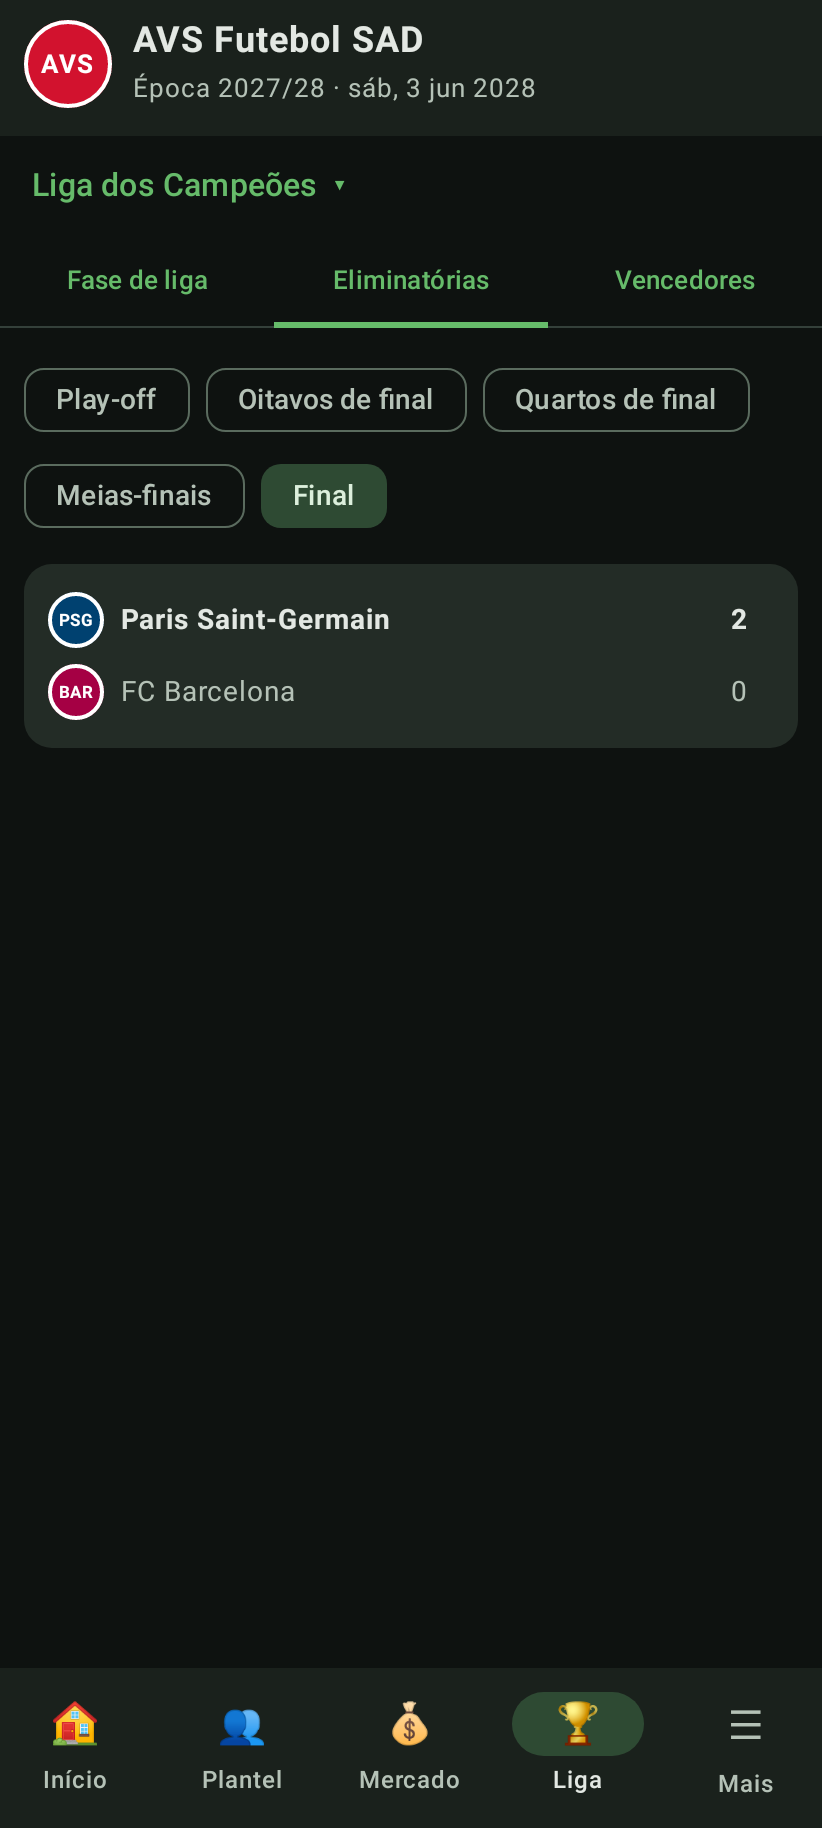 AVS
AVS Futebol SAD
Época 2027/28 · sáb, 3 jun 2028
Liga dos Campeões ▼
Fase de liga
Eliminatórias
Vencedores
Play-off
Oitavos de final
Quartos de final
Meias-finais
Final
PSG Paris Saint-Germain 2
BAR FC Barcelona 0
Início
Plantel
Mercado
Liga
Mais